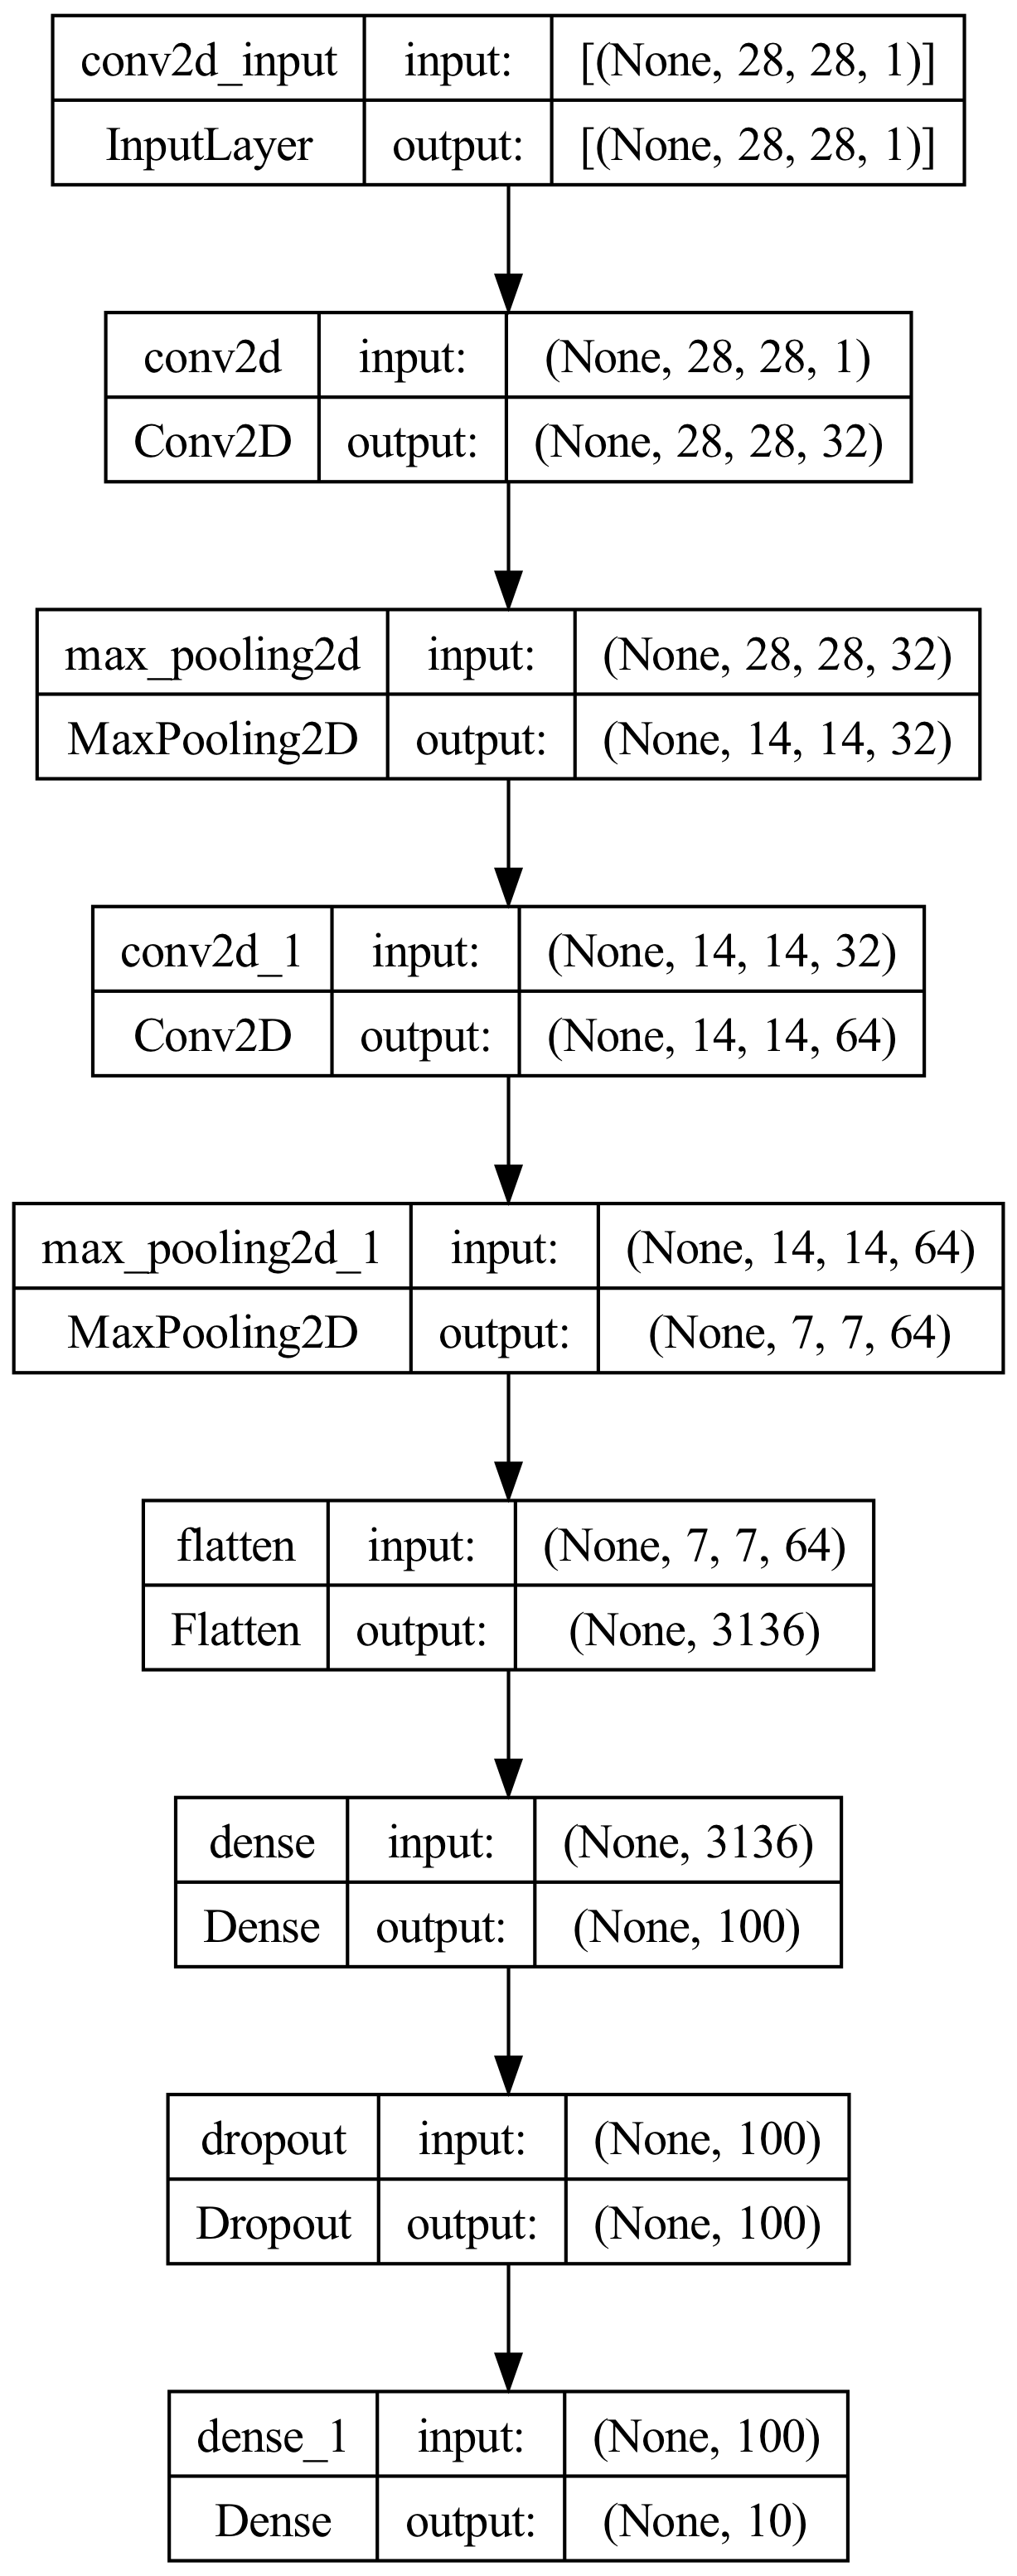 conv2d_input input: [(None, 28, 28, 1)]
InputLayer output: [(None, 28, 28, 1)]
conv2d input: (None, 28, 28, 1)
Conv2D output: (None, 28, 28, 32)
max_pooling2d input: (None, 28, 28, 32)
MaxPooling2D output: (None, 14, 14, 32)
conv2d_1 input: (None, 14, 14, 32)
Conv2D output: (None, 14, 14, 64)
max_pooling2d_1 input: (None, 14, 14, 64)
MaxPooling2D output: (None, 7, 7, 64)
flatten input: (None, 7, 7, 64)
Flatten output: (None, 3136)
dense input: (None, 3136)
Dense output: (None, 100)
dropout input: (None, 100)
Dropout output: (None, 100)
dense_1 input: (None, 100)
Dense output: (None, 10)